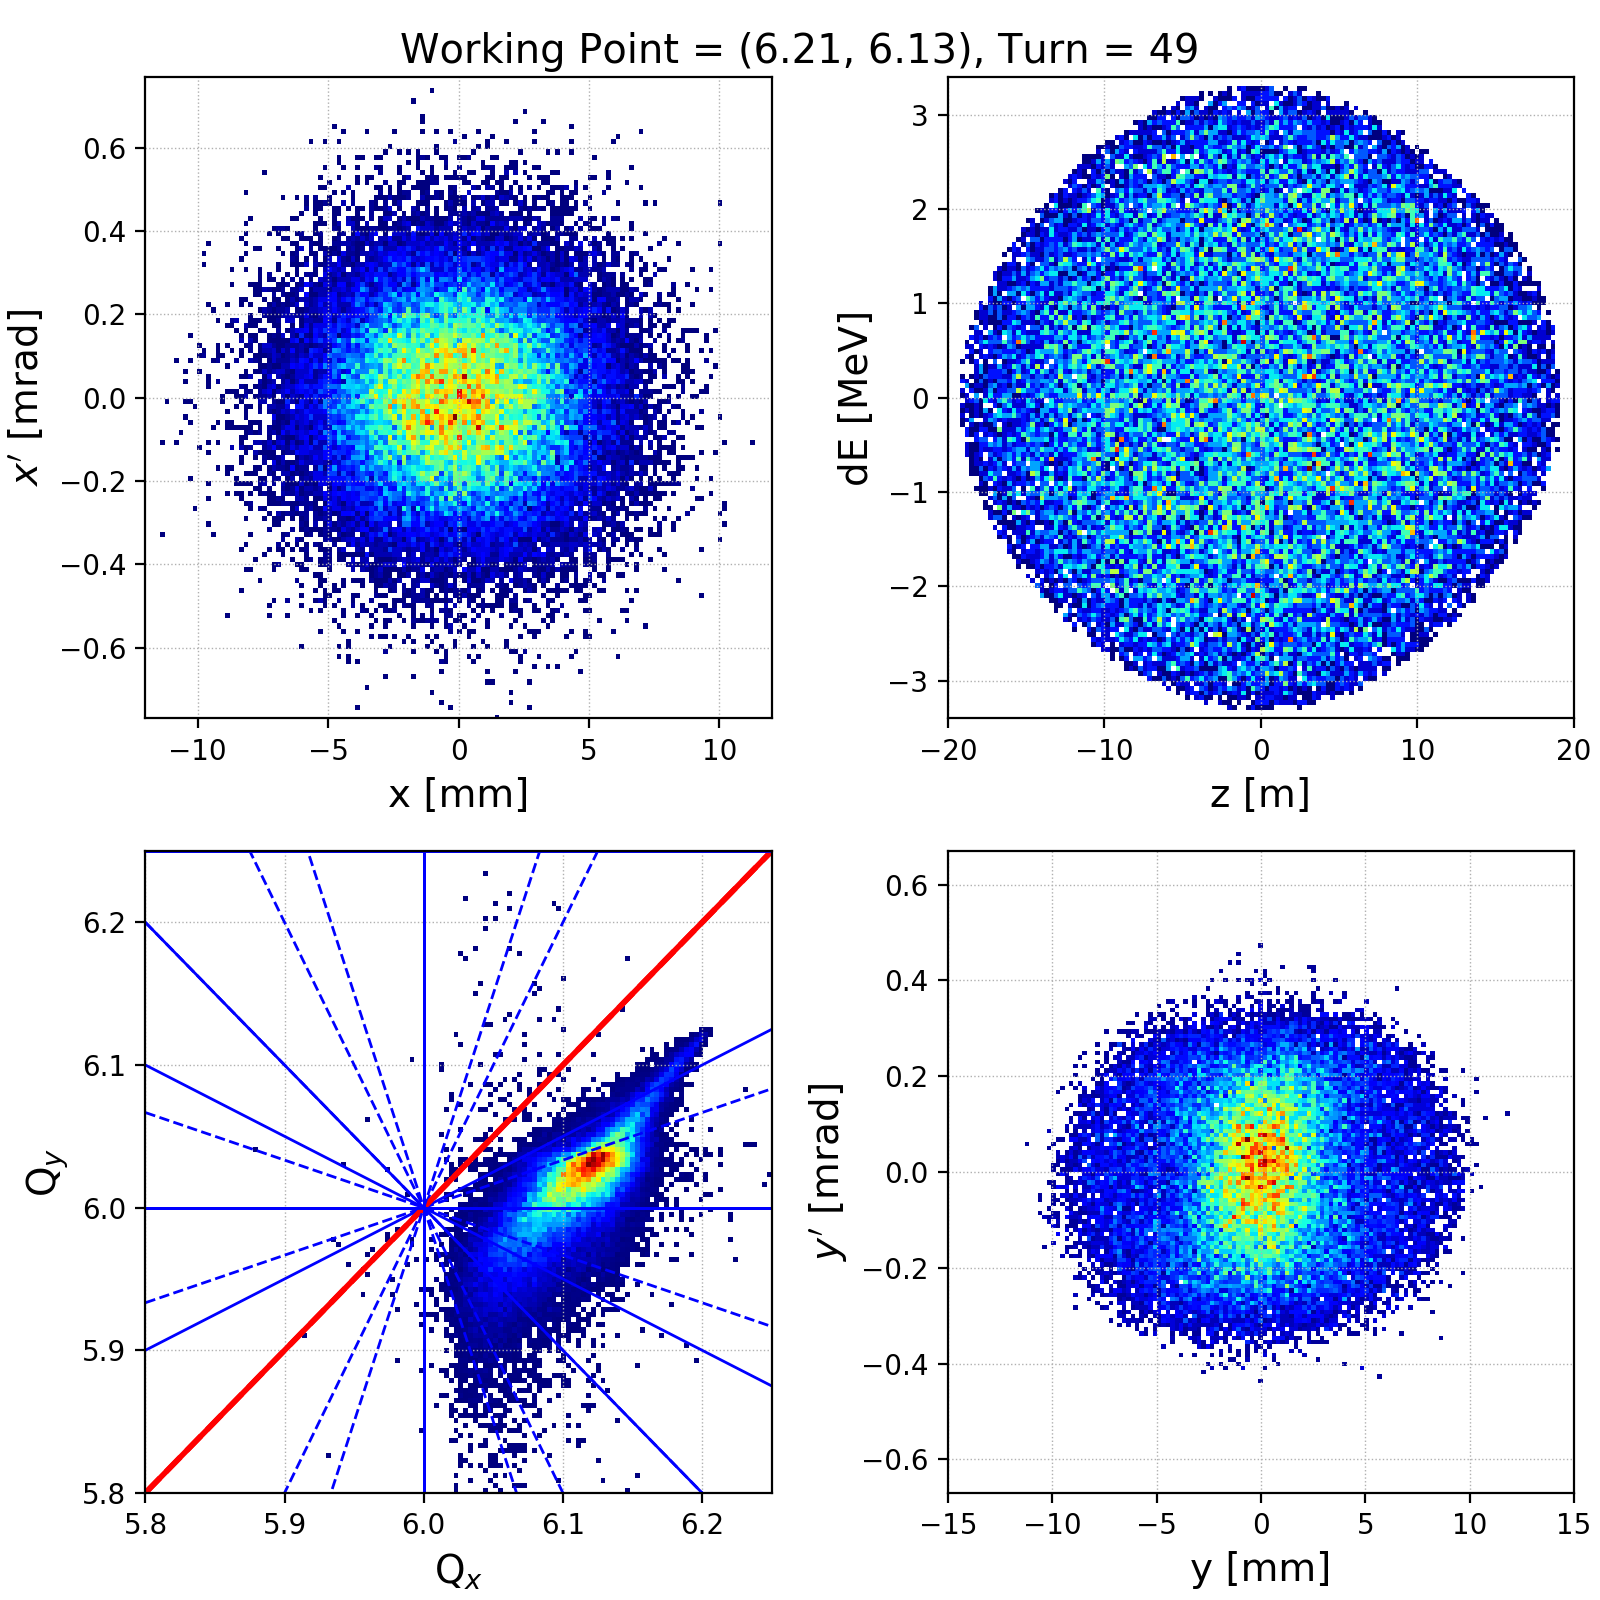 Working Point = (6.21, 6.13), Turn = 49
0.6
0.4
0.2
0.0
−0.2
−0.4
−0.6
x′ [mrad]
−10 −5 0 5 10
x [mm]
3
2
1
0
−1
−2
−3
dE [MeV]
−20 −10 0 10 20
z [m]
6.2
6.1
6.0
5.9
5.8
Qy
5.8 5.9 6.0 6.1 6.2
Qx
0.6
0.4
0.2
0.0
−0.2
−0.4
−0.6
y′ [mrad]
−15 −10 −5 0 5 10 15
y [mm]